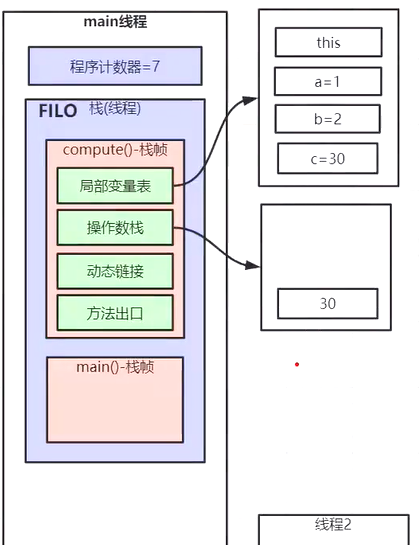 main线程
程序计数器=7
FILO 栈(线程)
compute()-栈帧
局部变量表
操作数栈
动态链接
方法出口
main()-栈帧
this
a=1
b=2
c=30
30
线程2